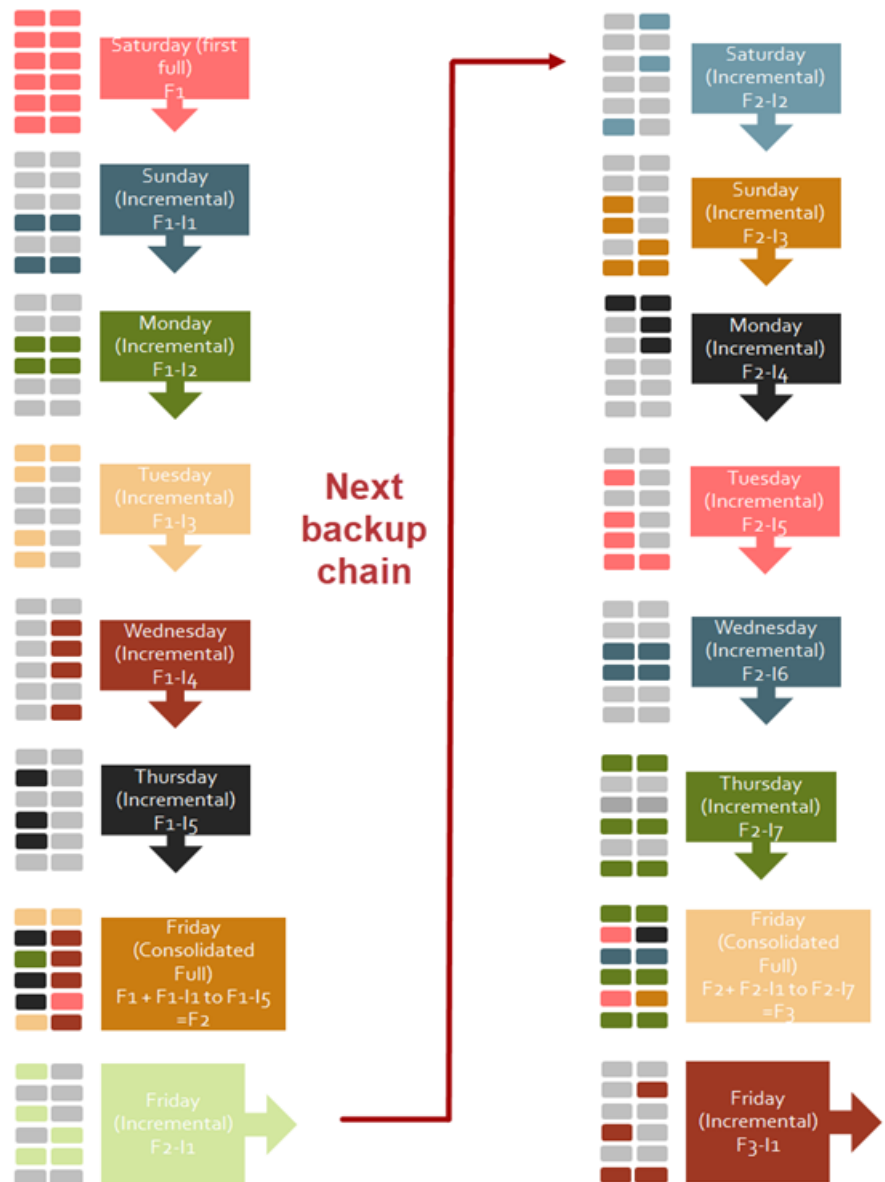 Saturday (first
full)
F1
Sunday
(Incremental)
F1-I1
Monday
(Incremental)
F1-I2
Tuesday
(Incremental)
F1-I3
Wednesday
(Incremental)
F1-I4
Thursday
(Incremental)
F1-I5
Friday
(Consolidated
Full)
F1 + F1-I1 to F1-I5
=F2
Friday
(Incremental)
F2-I1
Next
backup
chain
Saturday
(Incremental)
F2-I2
Sunday
(Incremental)
F2-I3
Monday
(Incremental)
F2-I4
Tuesday
(Incremental)
F2-I5
Wednesday
(Incremental)
F2-I6
Thursday
(Incremental)
F2-I7
Friday
(Consolidated
Full)
F2+ F2-I1 to F2-I7
=F3
Friday
(Incremental)
F3-I1